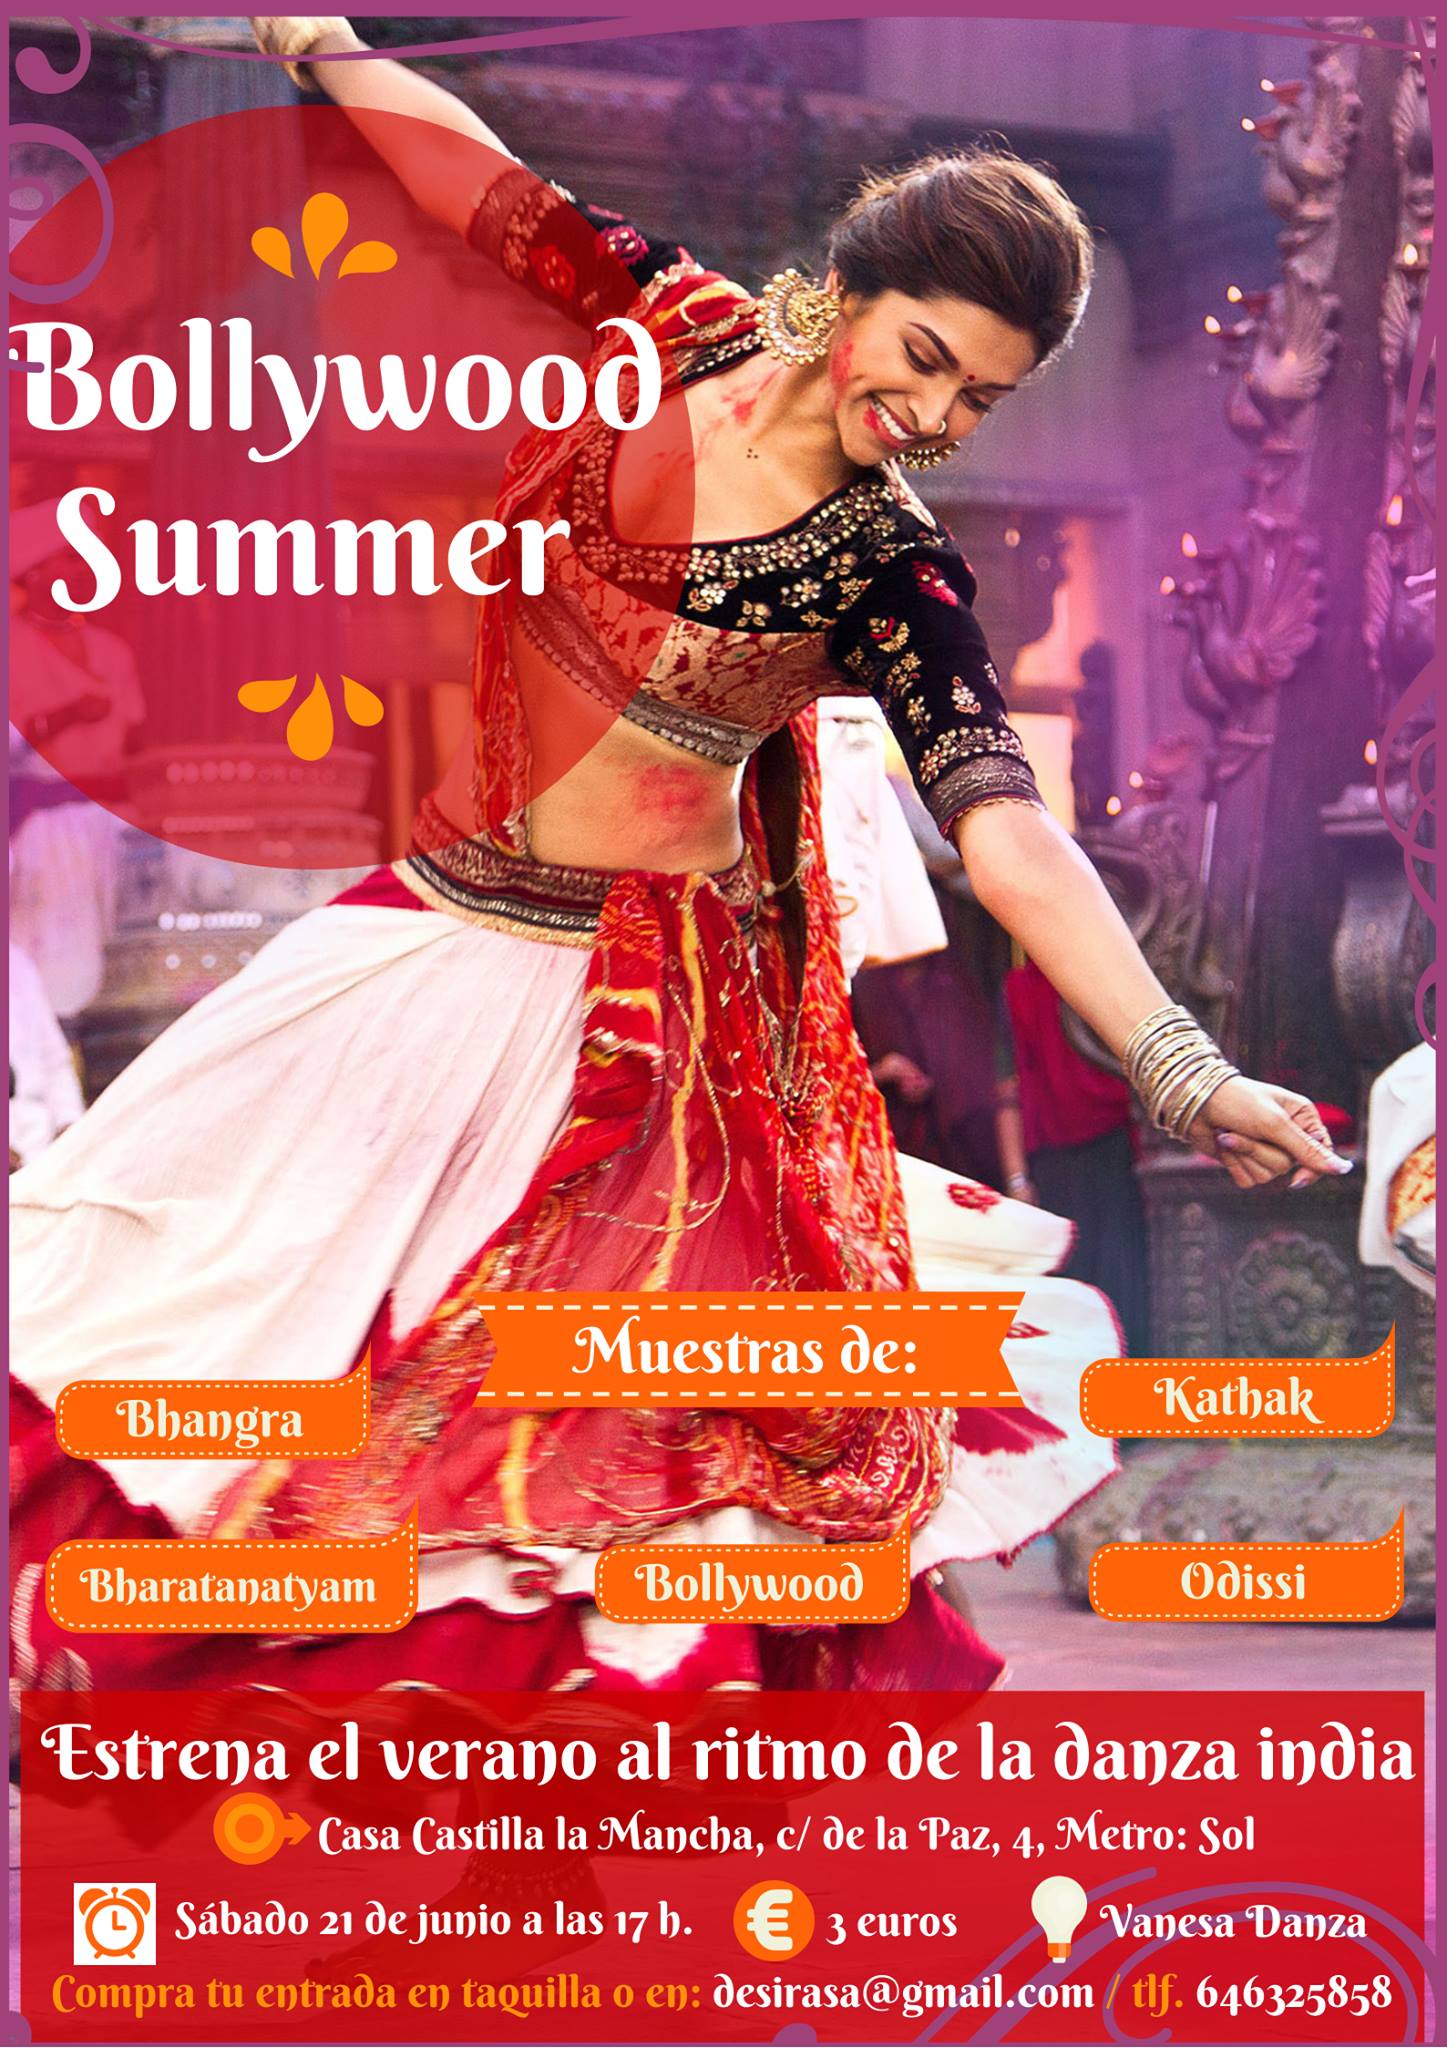 Bollywood
Summer
Muestras de:
Bhangra
Kathak
Bharatanatyam
Bollywood
Odissi
Estrena el verano al ritmo de la danza india
Casa Castilla la Mancha, c/ de la Paz, 4, Metro: Sol
Sábado 21 de junio a las 17 h.
3 euros
Vanesa Danza
Compra tu entrada en taquilla o en: desirasa@gmail.com / tlf. 646325858